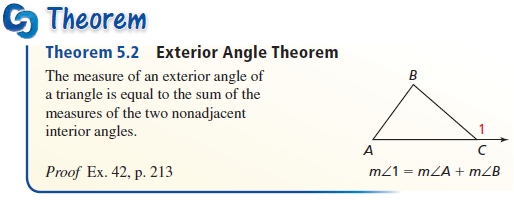 Theorem
Theorem 5.2 Exterior Angle Theorem
The measure of an exterior angle of
a triangle is equal to the sum of the
measures of the two nonadjacent
interior angles.
Proof Ex. 42, p. 213
B
1
A
C
m∠1 = m∠A + m∠B